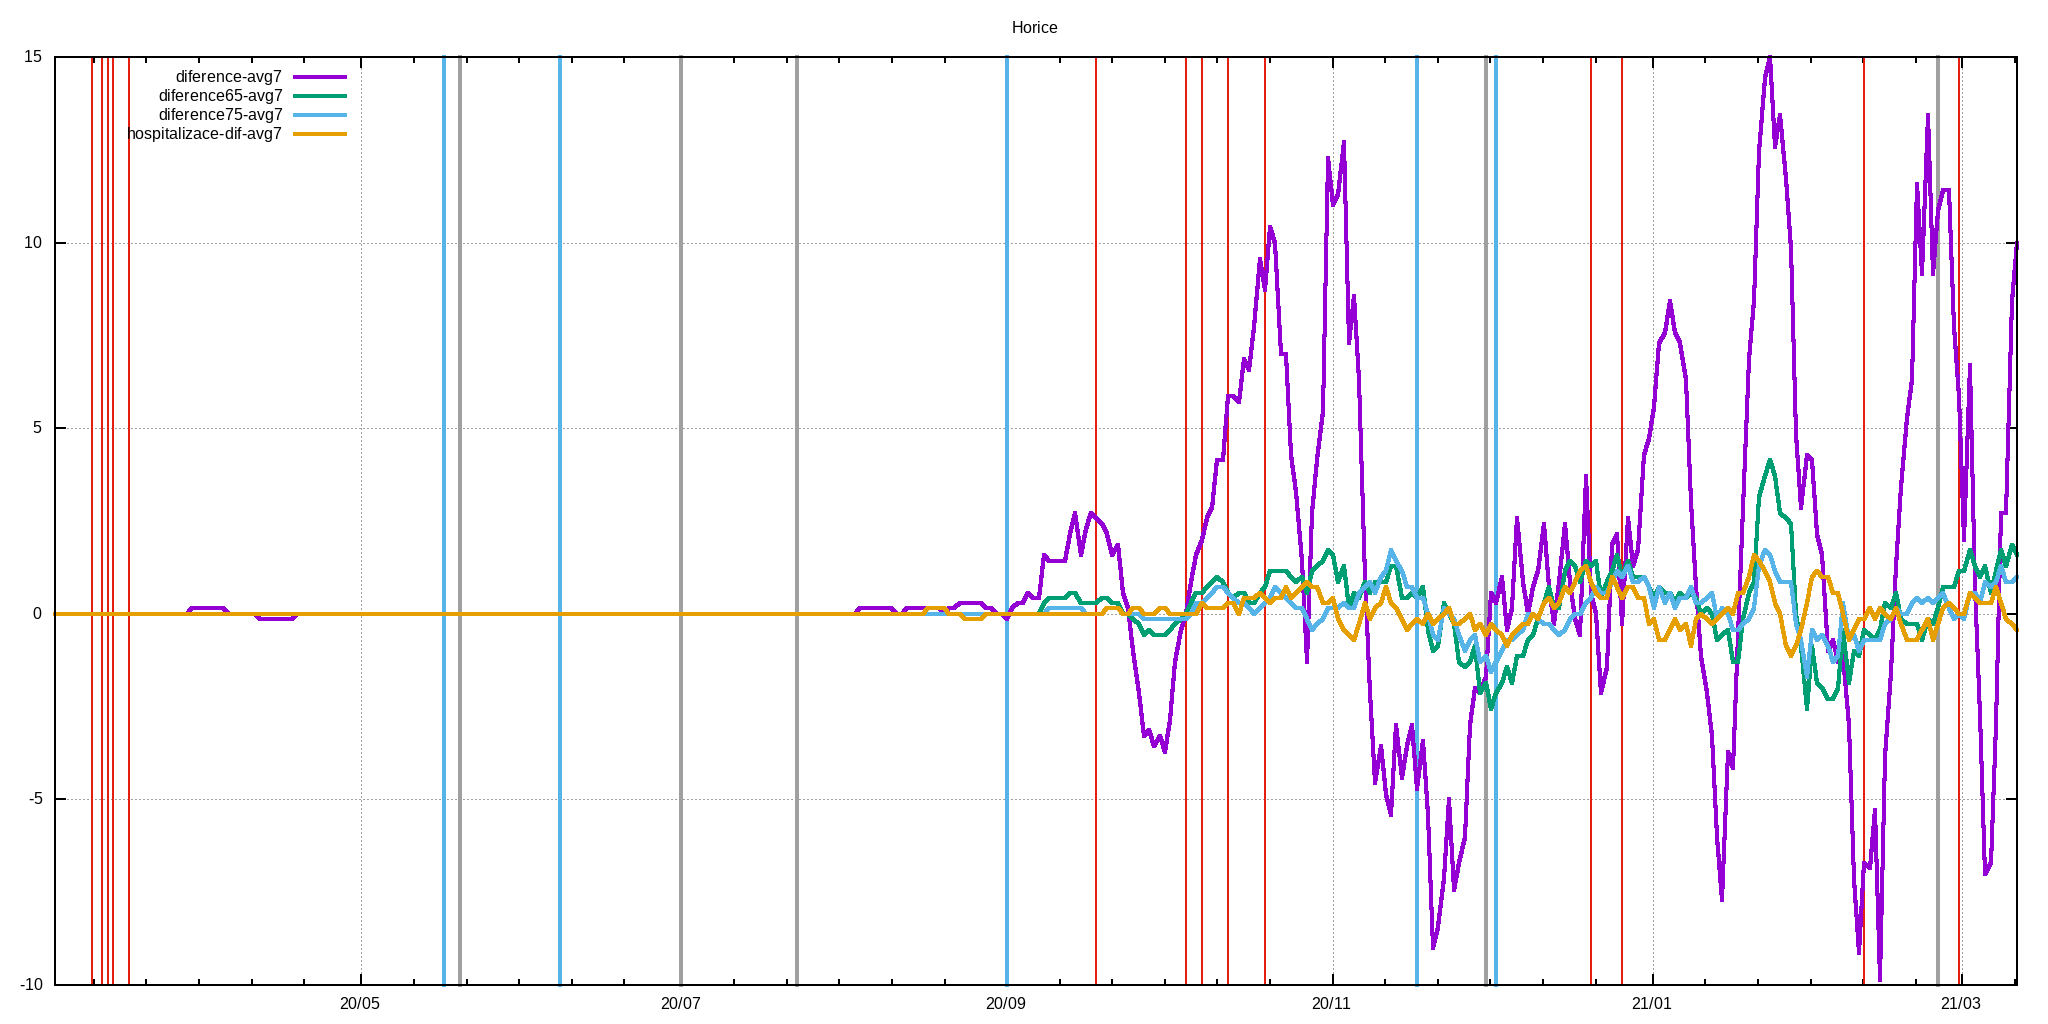 Horice
15
10
5
0
-5
-10
diference-avg7
diference65-avg7
diference75-avg7
hospitalizace-dif-avg7
20/05
20/07
20/09
20/11
21/01
21/03